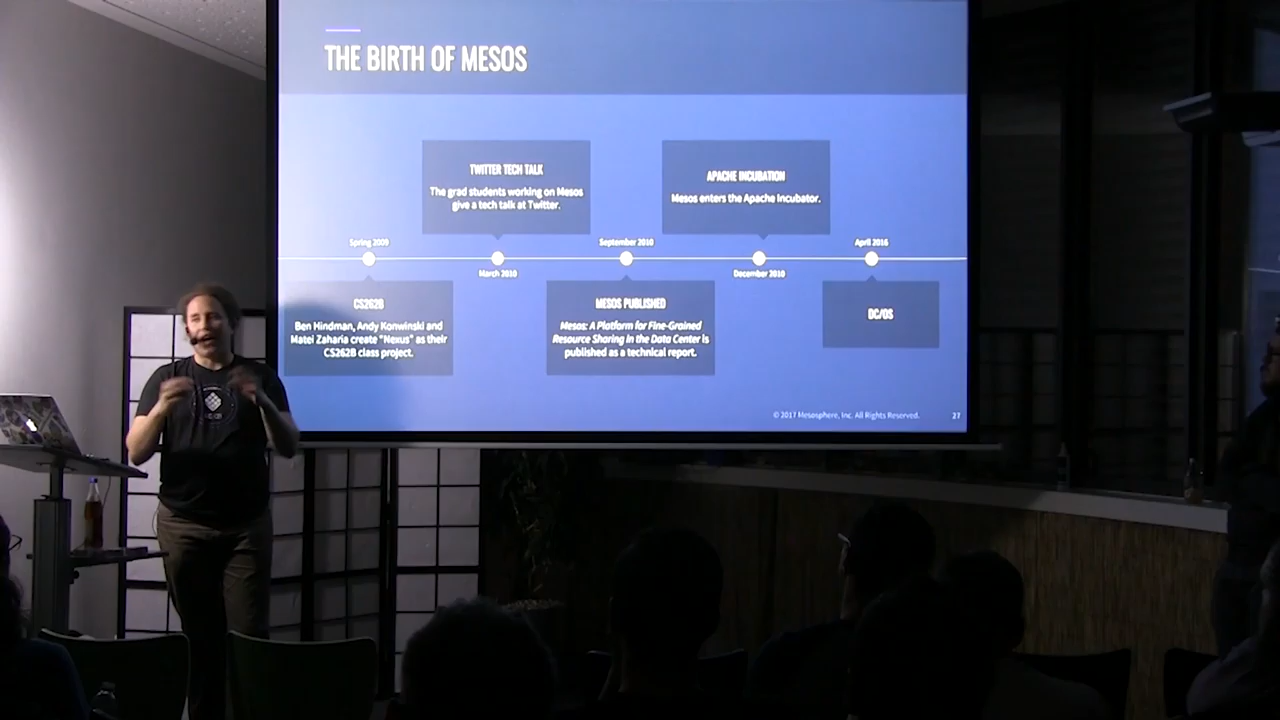 THE BIRTH OF MESOS
TWITTER TECH TALK
The grad students working on Mesos
give a tech talk at Twitter.
APACHE INCUBATION
Mesos enters the Apache Incubator.
Spring 2009
September 2010
April 2016
March 2010
December 2010
CS262B
Ben Hindman, Andy Konwinski and
Matei Zaharia create "Nexus" as their
CS262B class project.
MESOS PUBLISHED
Mesos: A Platform for Fine-Grained
Resource Sharing in the Data Center is
published as a technical report.
DC/OS
© 2017 Mesosphere, Inc. All Rights Reserved.
27